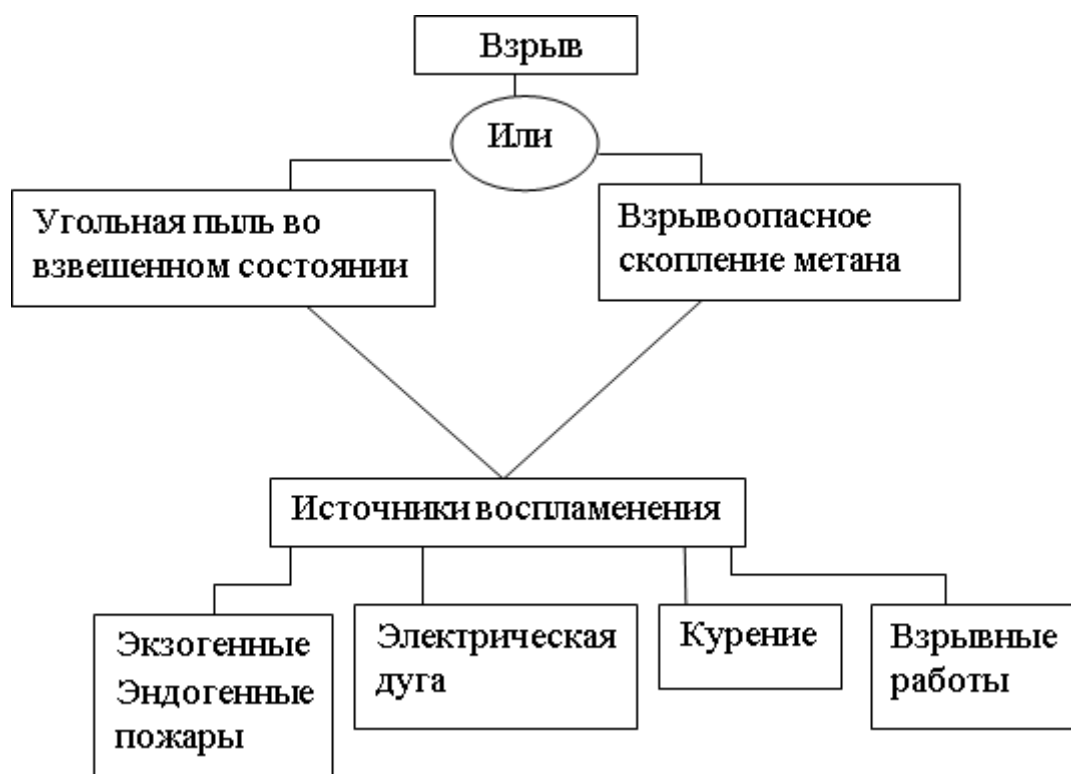 Взрыв
Или
Угольная пыль во
взвешенном состоянии
Взрывоопасное
скопление метана
Источники воспламенения
Экзогенные
Эндогенные
пожары
Электрическая
дуга
Курение
Взрывные
работы